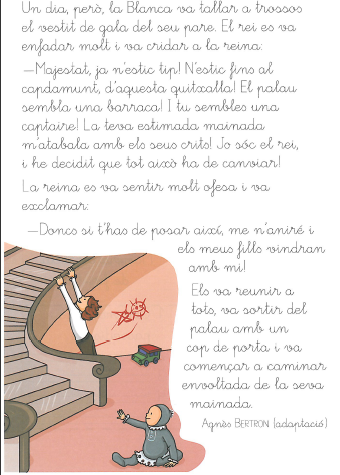 Un dia, però, la Blanca va tallar a trossos
el vestit de gala del seu pare. El rei es va
enfadar molt i va cridar a la reina:
—Majestat, ja n'estic tip! N'estic fins al
capdamunt, d'aquesta quitxalla! El palau
sembla una barraca! I tu sembles una
captaire! La teva estimada mainada
m'atabala amb els seus crits! Jo sóc el rei,
i he decidit que tot això ha de canviar!
La reina es va sentir molt ofesa i va
exclamar:
—Doncs si t'has de posar així, me n'aniré i
els meus fills vindran
amb mi!
Els va reunir a
tots, va sortir del
palau amb un
cop de porta i va
començar a caminar
envoltada de la seva
mainada.
Agnès BERTRON (adaptació)